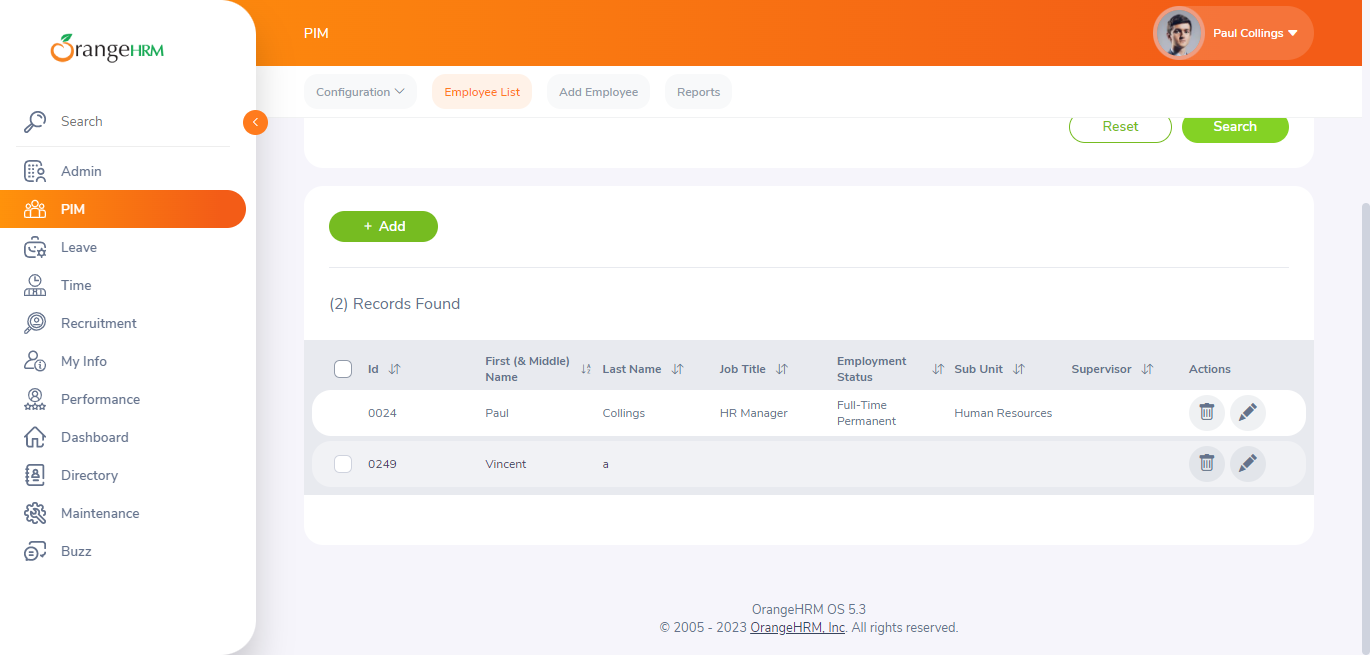 OrangeHRM
PIM
Paul Collings
Configuration
Employee List
Add Employee
Reports
Search
Admin
PIM
Leave
Time
Recruitment
My Info
Performance
Dashboard
Directory
Maintenance
Buzz
Reset
Search
+ Add
(2) Records Found
Id
First (& Middle) Name
Last Name
Job Title
Employment Status
Sub Unit
Supervisor
Actions
0024
Paul
Collings
HR Manager
Full-Time Permanent
Human Resources
0249
Vincent
a
OrangeHRM OS 5.3
© 2005 - 2023 OrangeHRM, Inc. All rights reserved.